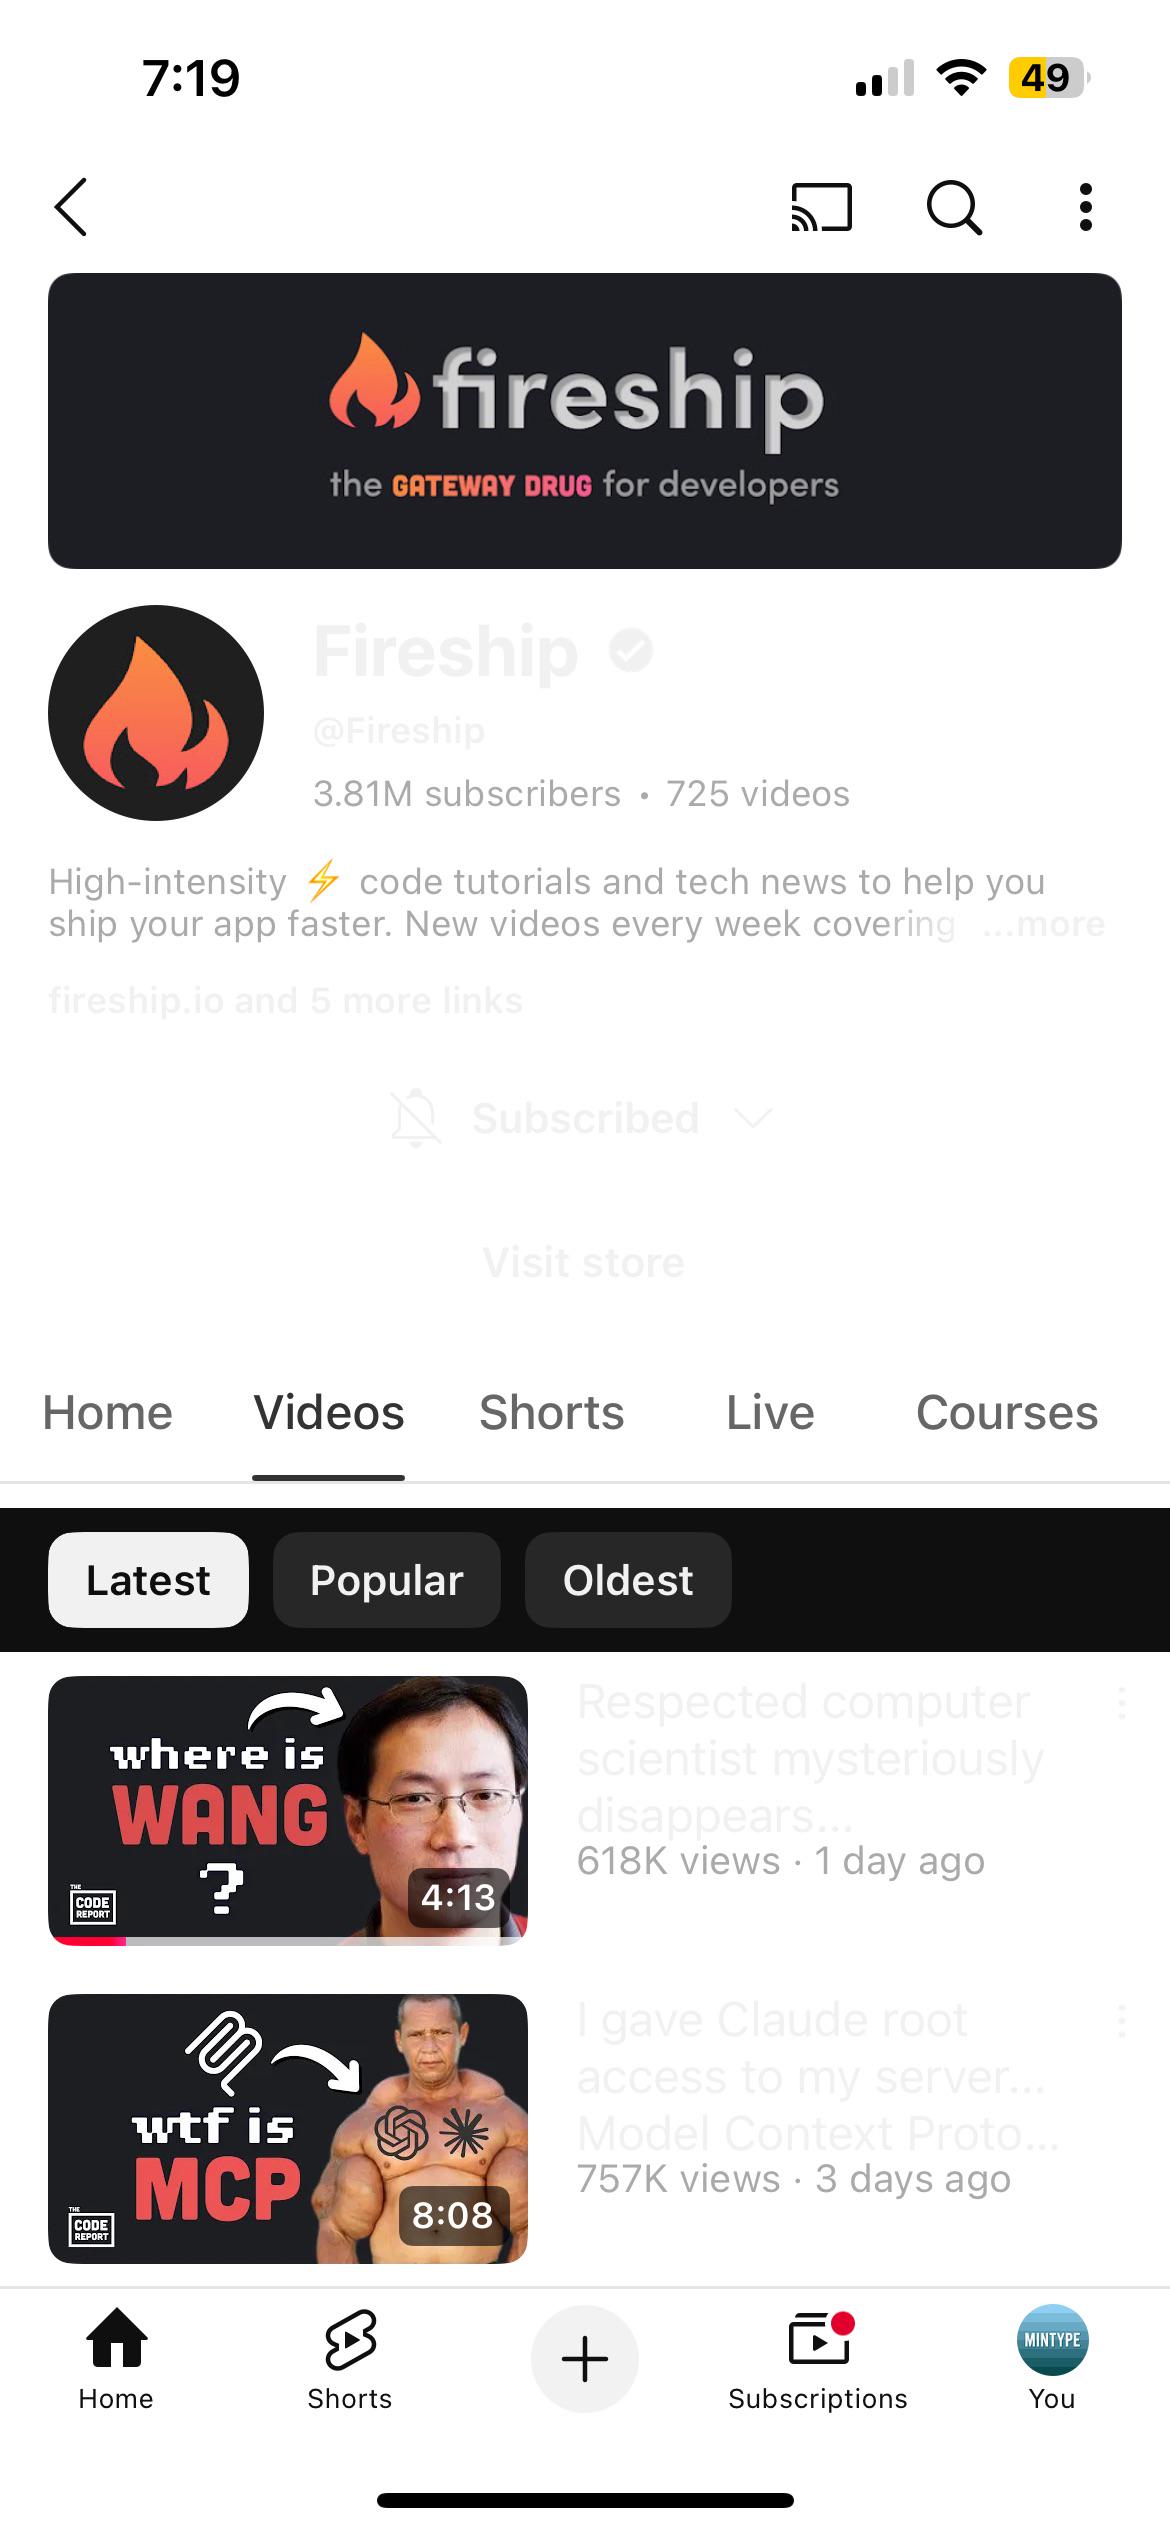 7:19
49
fireship
the GATEWAY DRUG for developers
Fireship
@Fireship
3.81M subscribers • 725 videos
High-intensity ⚡ code tutorials and tech news to help you
ship your app faster. New videos every week covering ...more
fireship.io and 5 more links
Subscribed
Visit store
Home Videos Shorts Live Courses
Latest Popular Oldest
where is
WANG
?
THE
CODE
REPORT
4:13
Respected computer
scientist mysteriously
disappears...
618K views · 1 day ago
wtf is
MCP
THE
CODE
REPORT
8:08
I gave Claude root
access to my server...
Model Context Proto...
757K views · 3 days ago
MINTYPE
Home Shorts Subscriptions You